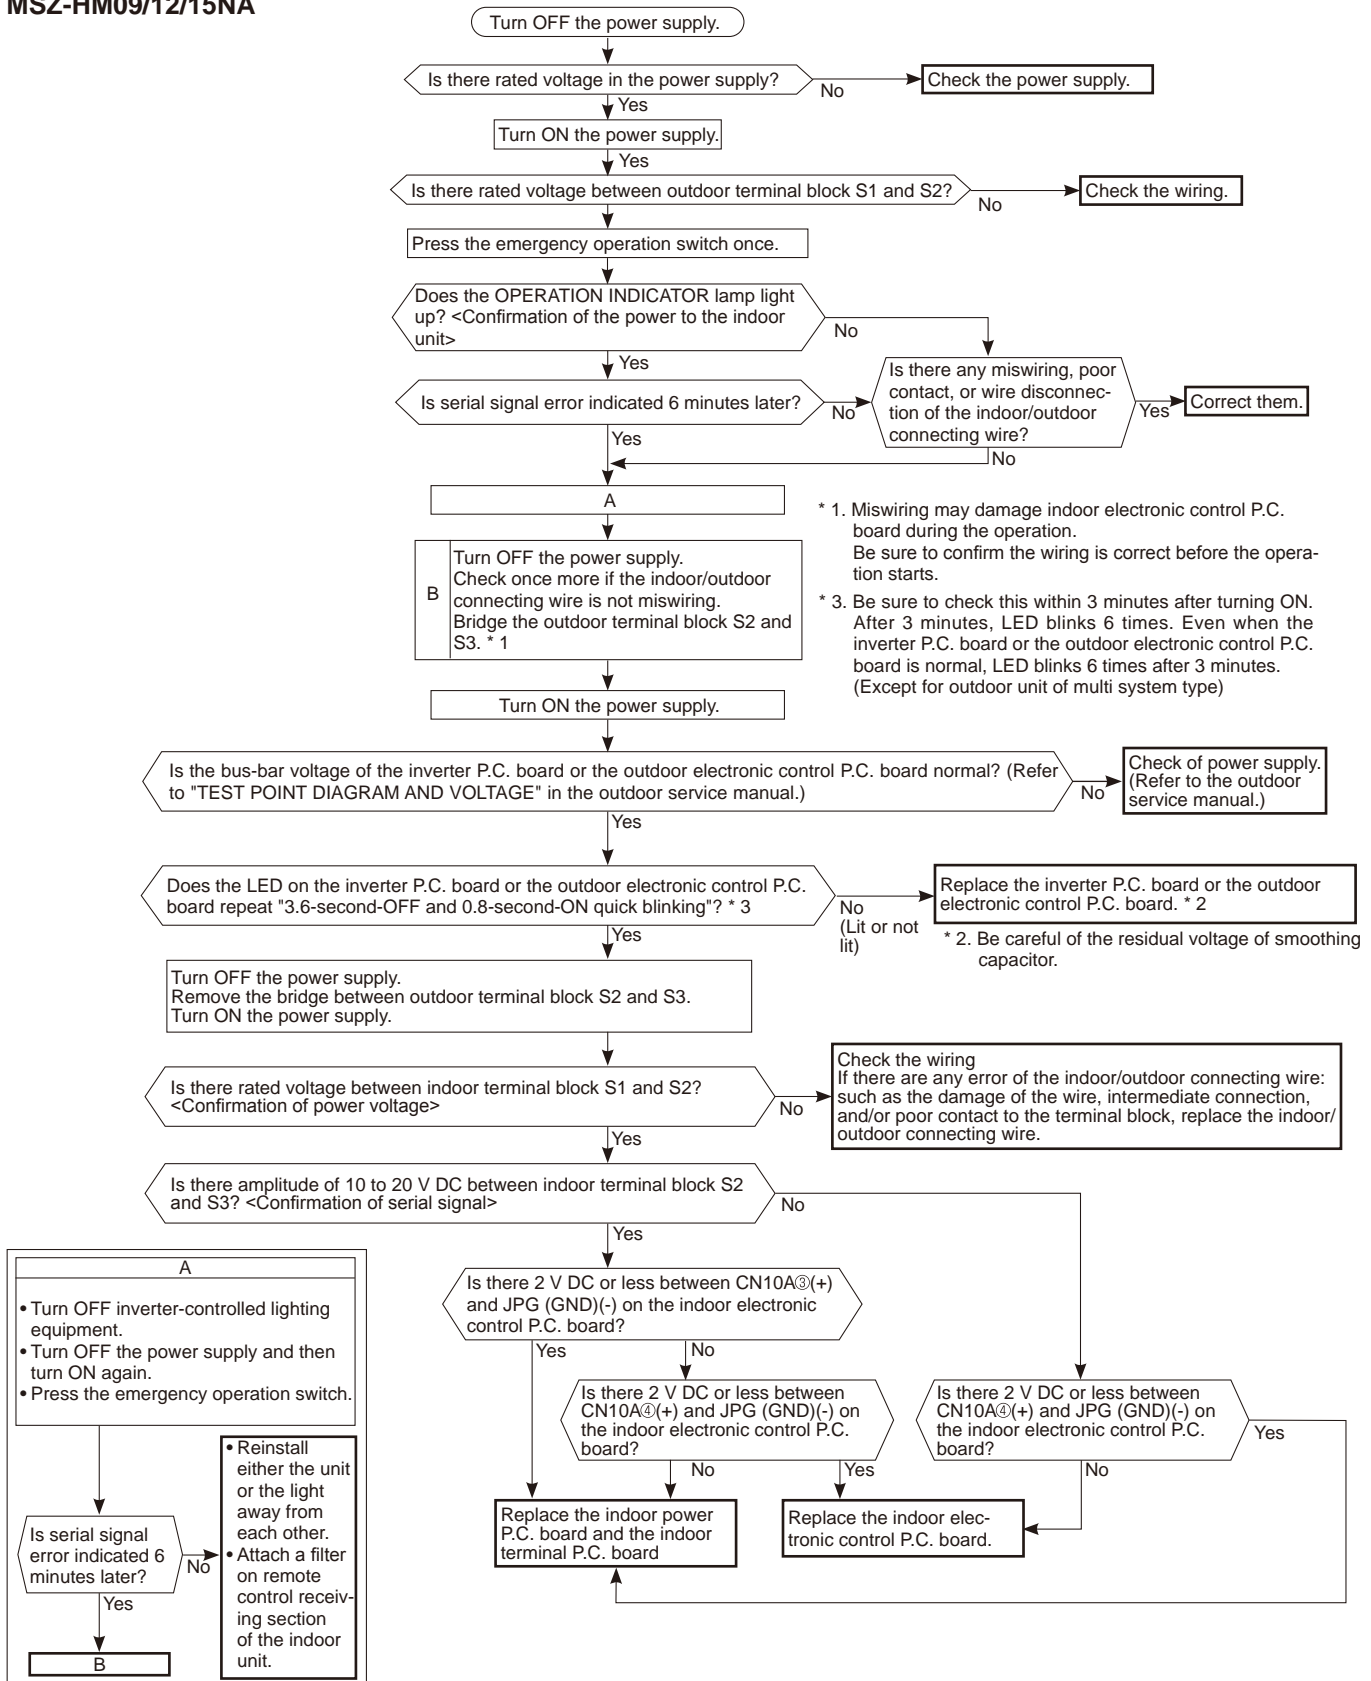 MSZ-HM09/12/15NA
Turn OFF the power supply.
Is there rated voltage in the power supply?
No
Check the power supply.
Yes
Turn ON the power supply.
Yes
Is there rated voltage between outdoor terminal block S1 and S2?
No
Check the wiring.
Press the emergency operation switch once.
Does the OPERATION INDICATOR lamp light
up? <Confirmation of the power to the indoor
unit>
No
Yes
Is there any miswiring, poor
contact, or wire disconnec-
tion of the indoor/outdoor
connecting wire?
Yes
Correct them.
Is serial signal error indicated 6 minutes later?
No
Yes
No
A
* 1. Miswiring may damage indoor electronic control P.C.
board during the operation.
Be sure to confirm the wiring is correct before the opera-
tion starts.
B
Turn OFF the power supply.
Check once more if the indoor/outdoor
connecting wire is not miswiring.
Bridge the outdoor terminal block S2 and
S3. * 1
* 3. Be sure to check this within 3 minutes after turning ON.
After 3 minutes, LED blinks 6 times. Even when the
inverter P.C. board or the outdoor electronic control P.C.
board is normal, LED blinks 6 times after 3 minutes.
(Except for outdoor unit of multi system type)
Turn ON the power supply.
Is the bus-bar voltage of the inverter P.C. board or the outdoor electronic control P.C. board normal? (Refer
to "TEST POINT DIAGRAM AND VOLTAGE" in the outdoor service manual.)
No
Check of power supply.
(Refer to the outdoor
service manual.)
Yes
Does the LED on the inverter P.C. board or the outdoor electronic control P.C.
board repeat "3.6-second-OFF and 0.8-second-ON quick blinking"? * 3
No
(Lit or not
lit)
Replace the inverter P.C. board or the outdoor
electronic control P.C. board. * 2
* 2. Be careful of the residual voltage of smoothing
capacitor.
Yes
Turn OFF the power supply.
Remove the bridge between outdoor terminal block S2 and S3.
Turn ON the power supply.
Is there rated voltage between indoor terminal block S1 and S2?
<Confirmation of power voltage>
No
Check the wiring
If there are any error of the indoor/outdoor connecting wire:
such as the damage of the wire, intermediate connection,
and/or poor contact to the terminal block, replace the indoor/
outdoor connecting wire.
Yes
Is there amplitude of 10 to 20 V DC between indoor terminal block S2
and S3? <Confirmation of serial signal>
No
Yes
Is there 2 V DC or less between CN10A③(+)
and JPG (GND)(-) on the indoor electronic
control P.C. board?
Yes
No
Is there 2 V DC or less between
CN10A④(+) and JPG (GND)(-) on
the indoor electronic control P.C.
board?
No
Yes
Is there 2 V DC or less between
CN10A④(+) and JPG (GND)(-) on
the indoor electronic control P.C.
board?
Yes
No
Replace the indoor power
P.C. board and the indoor
terminal P.C. board
Replace the indoor elec-
tronic control P.C. board.
A
• Turn OFF inverter-controlled lighting
equipment.
• Turn OFF the power supply and then
turn ON again.
• Press the emergency operation switch.
Is serial signal
error indicated 6
minutes later?
No
• Reinstall
either the unit
or the light
away from
each other.
• Attach a filter
on remote
control receiv-
ing section
of the indoor
unit.
Yes
B